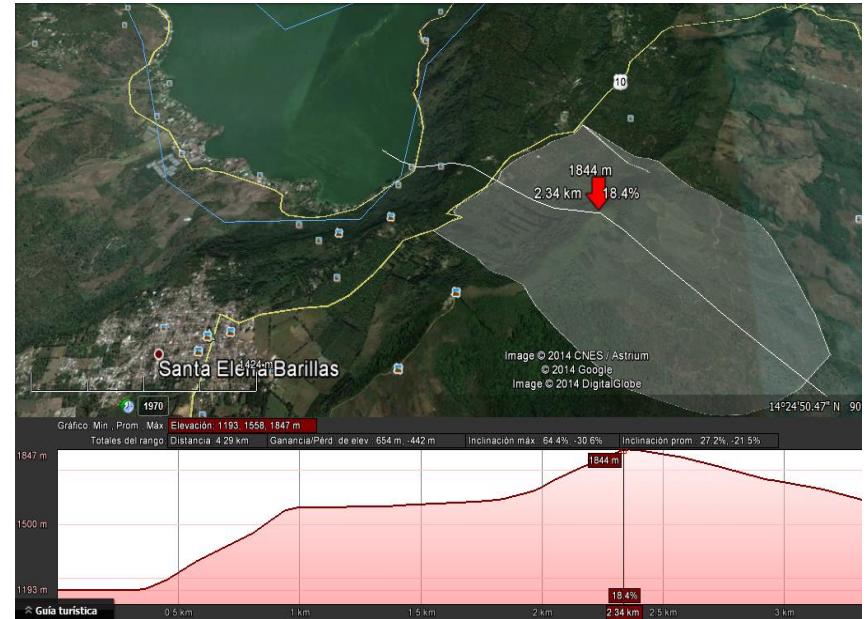 10
1844 m
2.34 km 18.4%
Santa Elena Barillas
1424 m
Image © 2014 CNES / Astrium
© 2014 Google
Image © 2014 DigitalGlobe
1970
14°24'50.47" N 90
Gráfico: Mín., Prom., Máx. Elevación: 1193, 1558, 1847 m
Totales del rango: Distancia: 4.29 km Ganancia/Pérd. de elev.: 654 m, -442 m Inclinación máx.: 64.4%, -30.6% Inclinación prom.: 27.2%, -21.5%
1847 m
1844 m
1500 m
1193 m
18.4%
Guía turística
0.5 km 1 km 1.5 km 2 km 2.34 km 2.5 km 3 km